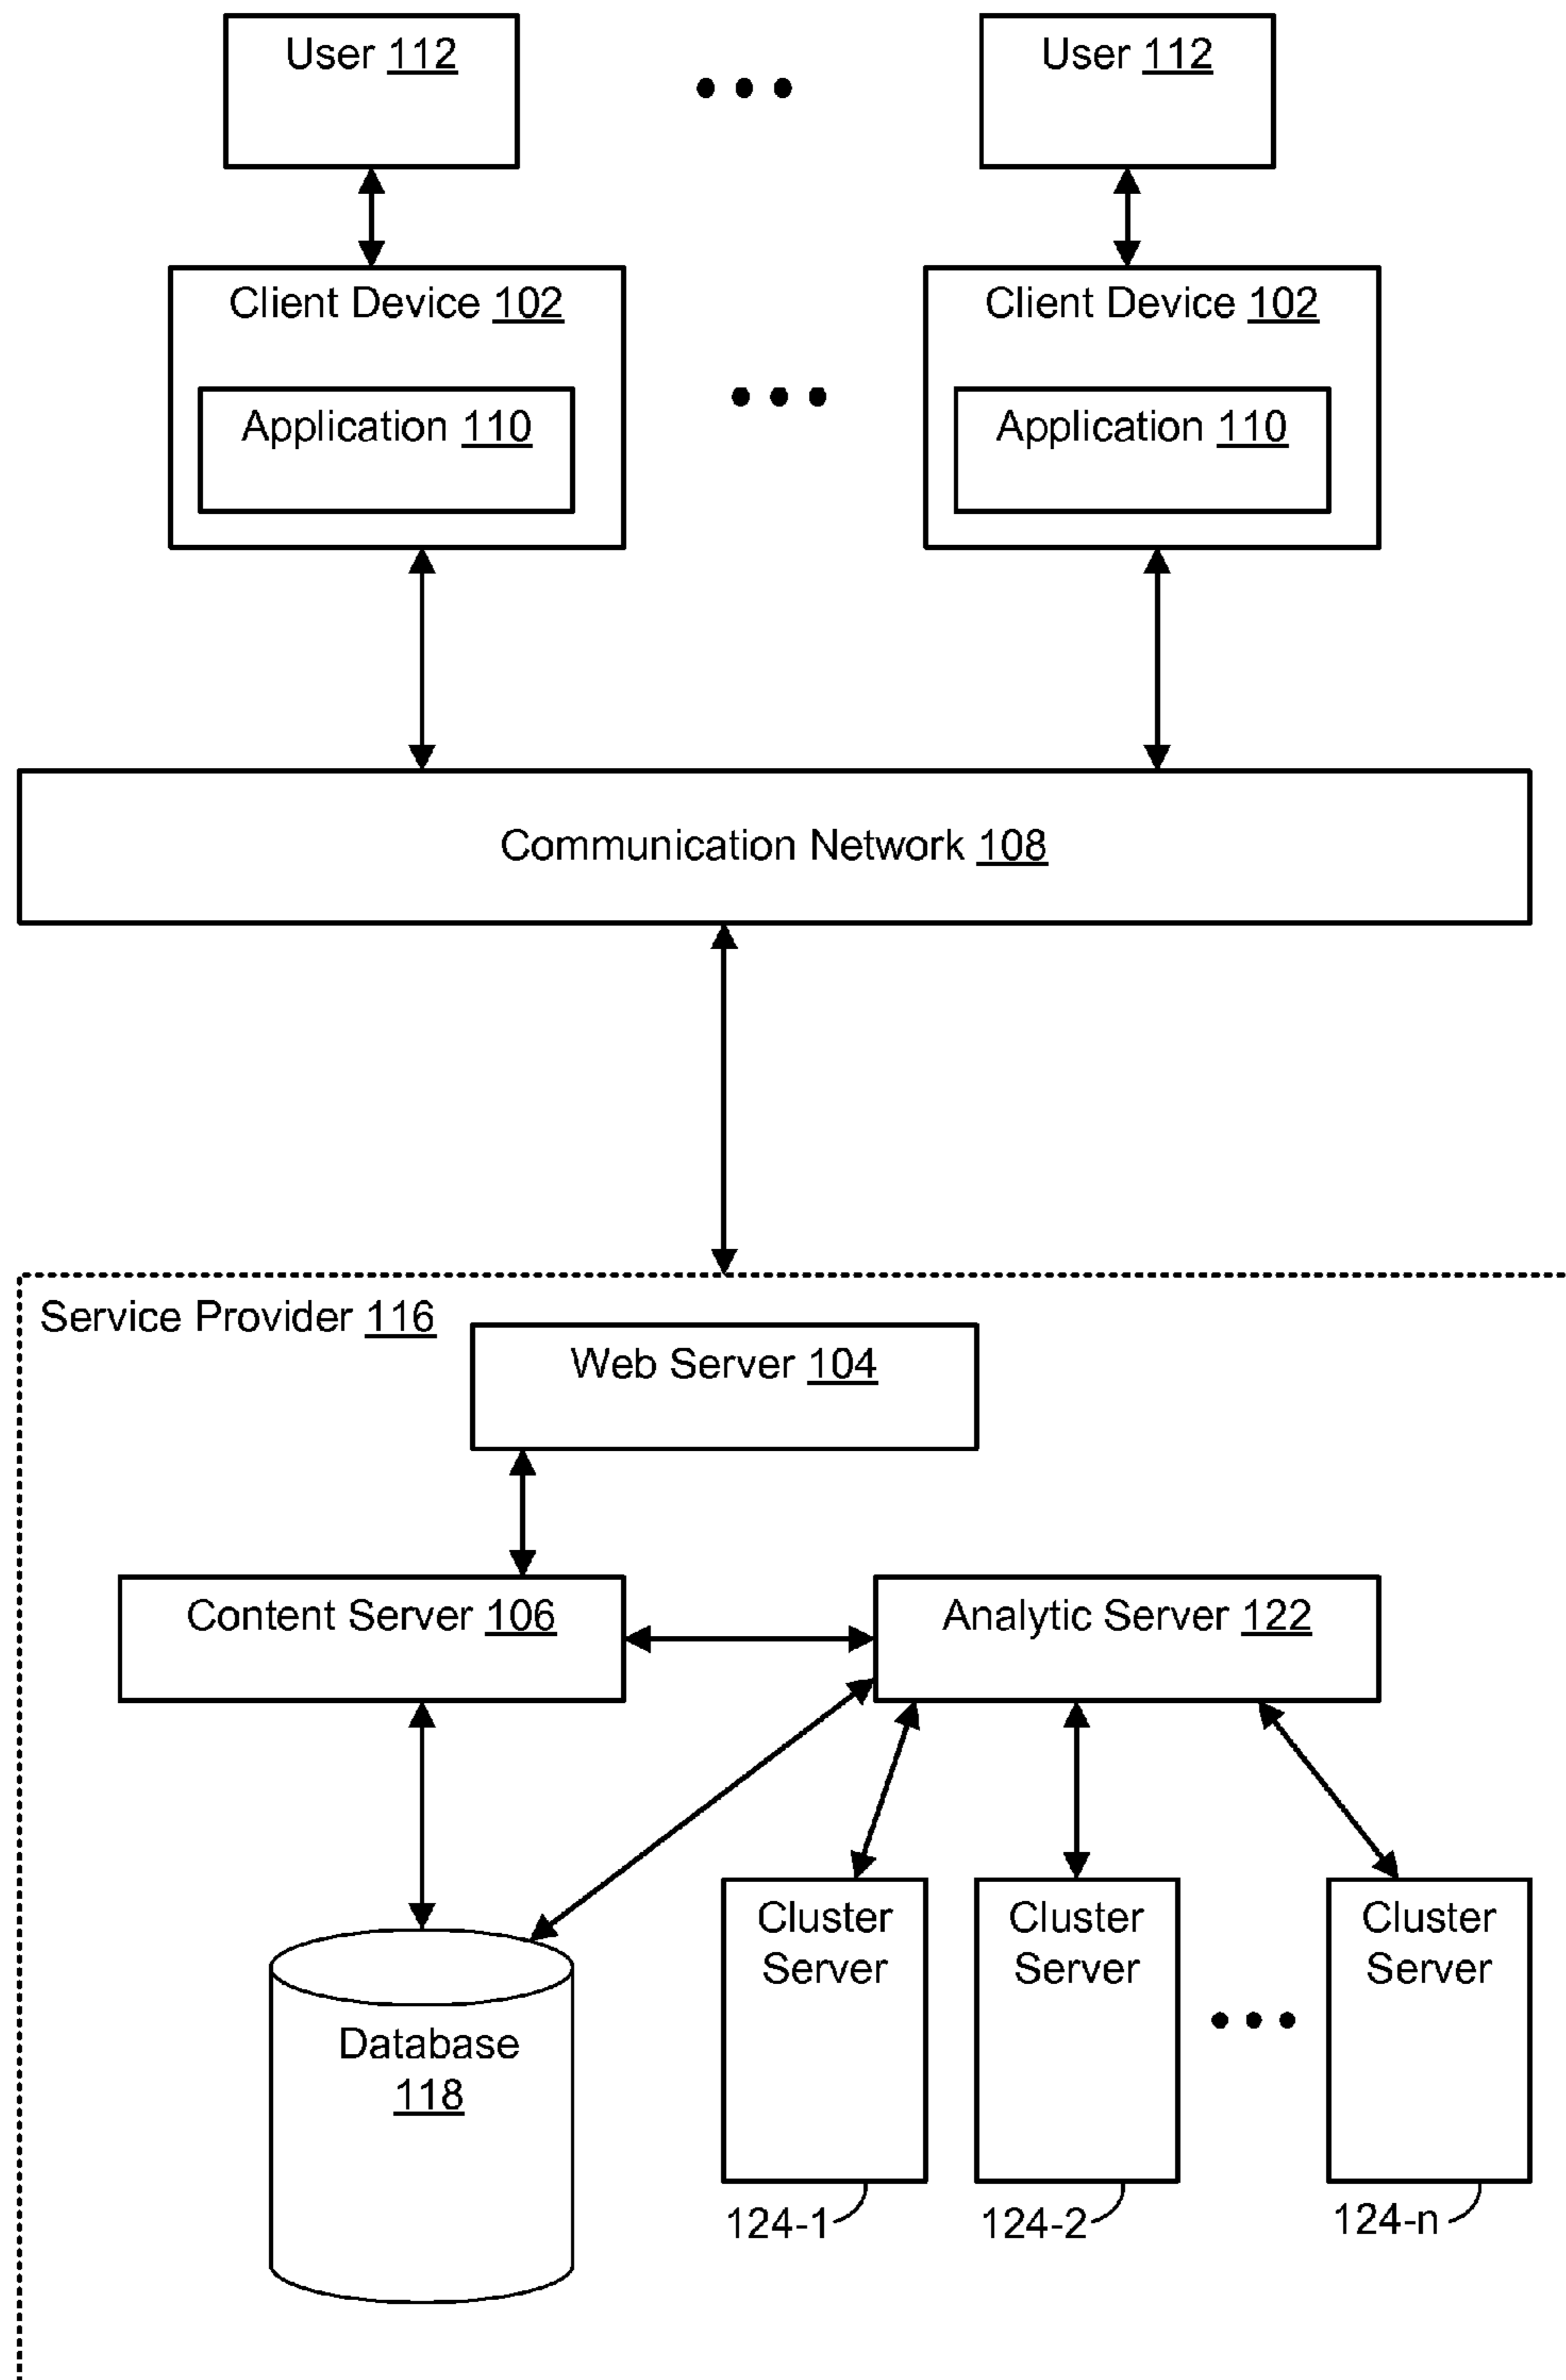 User 112
User 112
Client Device 102
Client Device 102
Application 110
Application 110
Communication Network 108
Service Provider 116
Web Server 104
Content Server 106
Analytic Server 122
Cluster
Server
Cluster
Server
Cluster
Server
Database
118
124-1
124-2
124-n